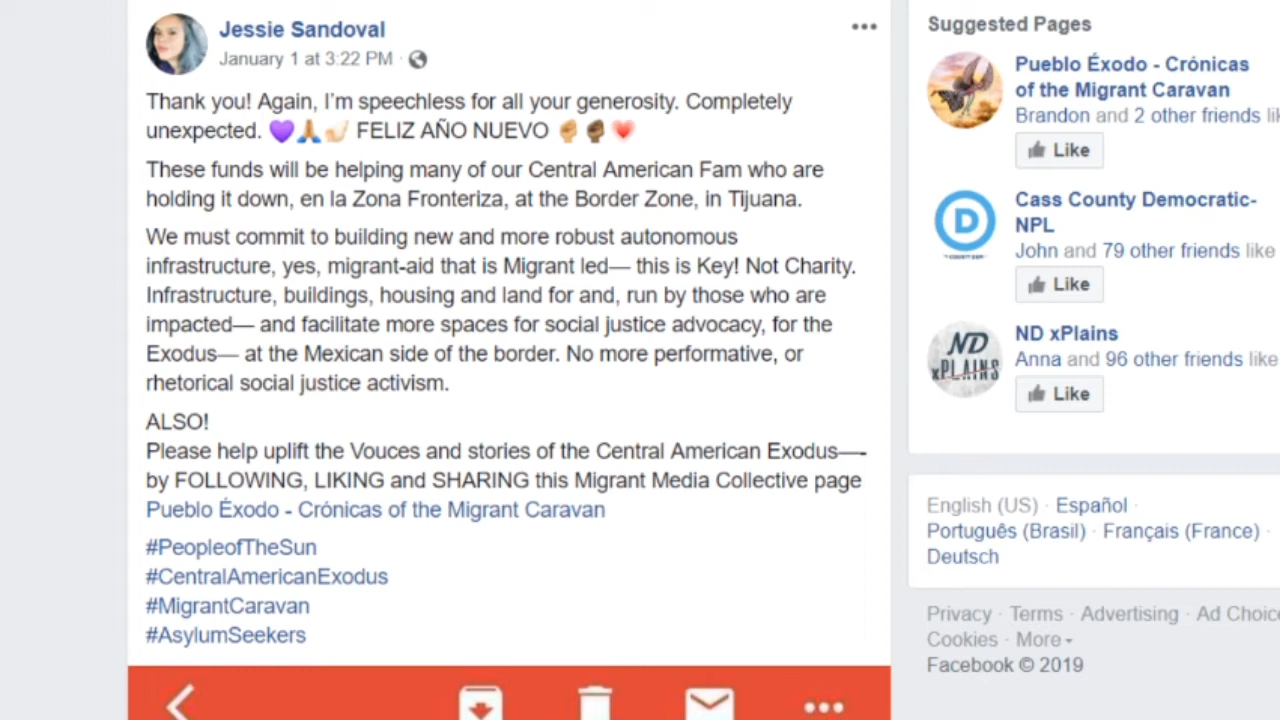 Jessie Sandoval
January 1 at 3:22 PM ·
Thank you! Again, I'm speechless for all your generosity. Completely
unexpected. 💜🙏🏽🤙🏻 FELIZ AÑO NUEVO ✊🏼✊🏿❤️
These funds will be helping many of our Central American Fam who are
holding it down, en la Zona Fronteriza, at the Border Zone, in Tijuana.
We must commit to building new and more robust autonomous
infrastructure, yes, migrant-aid that is Migrant led— this is Key! Not Charity.
Infrastructure, buildings, housing and land for and, run by those who are
impacted— and facilitate more spaces for social justice advocacy, for the
Exodus— at the Mexican side of the border. No more performative, or
rhetorical social justice activism.
ALSO!
Please help uplift the Vouces and stories of the Central American Exodus—-
by FOLLOWING, LIKING and SHARING this Migrant Media Collective page
Pueblo Éxodo - Crónicas of the Migrant Caravan
#PeopleofTheSun
#CentralAmericanExodus
#MigrantCaravan
#AsylumSeekers
Suggested Pages
Pueblo Éxodo - Crónicas
of the Migrant Caravan
Brandon and 2 other friends
Like
Cass County Democratic-
NPL
D
John and 79 other friends like
Like
ND xPlains
ND
xPLAINS
Anna and 96 other friends like
Like
English (US) · Español ·
Português (Brasil) · Français (France) ·
Deutsch
Privacy · Terms · Advertising · Ad
Cookies · More
Facebook © 2019